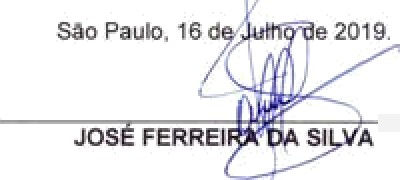 São Paulo, 16 de Julho de 2019.
JOSÉ FERREIRA DA SILVA